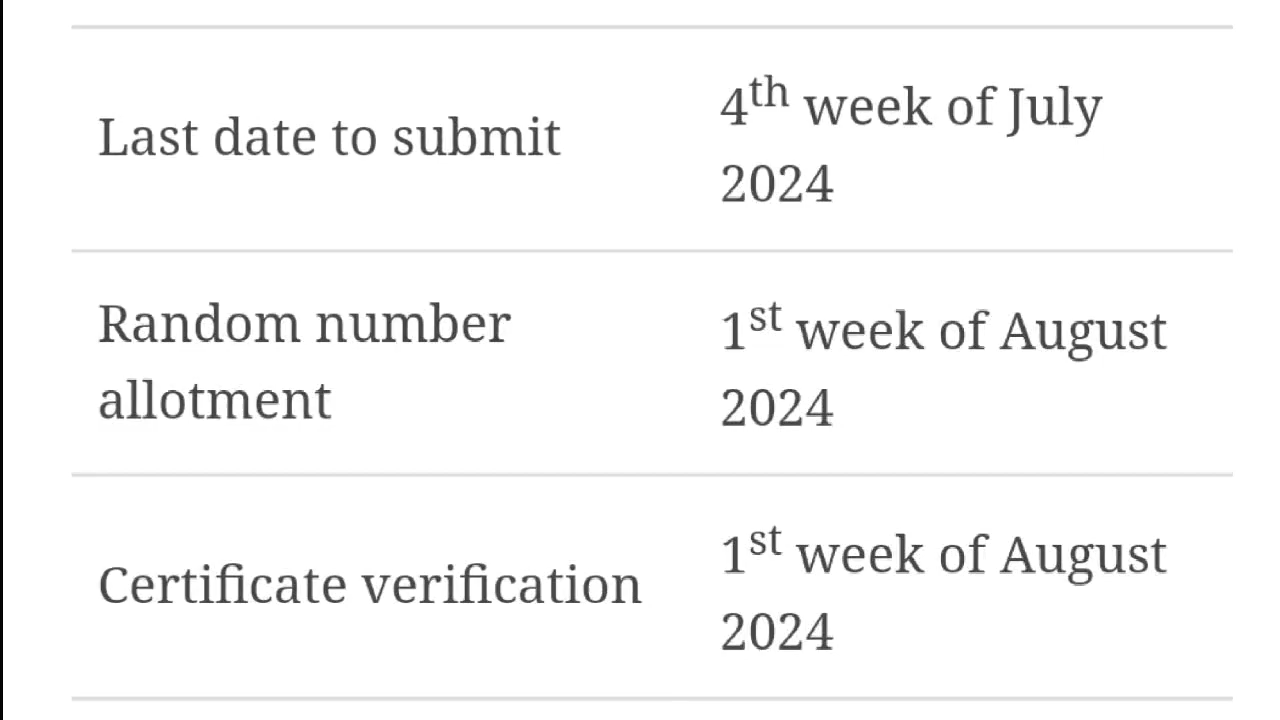 Last date to submit
4th week of July
2024
Random number
allotment
1st week of August
2024
Certificate verification
1st week of August
2024